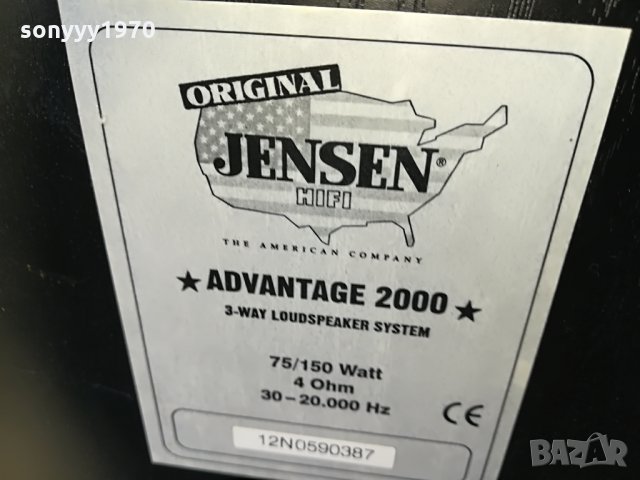 sonyyy1970
ORIGINAL
JENSEN®
HIFI
THE AMERICAN COMPANY
★ ADVANTAGE 2000 ★
3-WAY LOUDSPEAKER SYSTEM
75/150 Watt
4 Ohm
30-20.000 Hz
CE
12N0590387
BAZAR